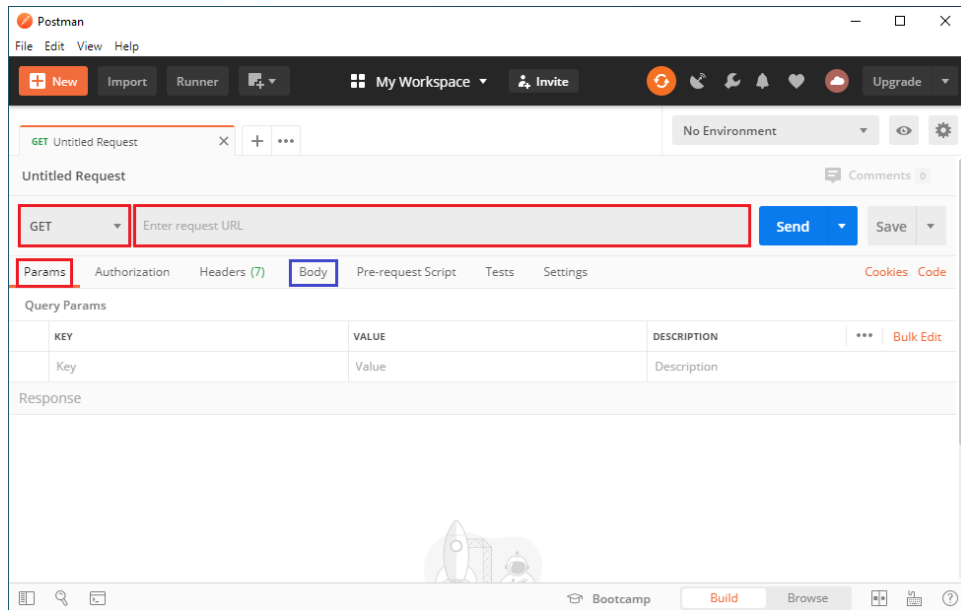 Postman
File Edit View Help
New Import Runner My Workspace Invite Upgrade
GET Untitled Request No Environment
Untitled Request Comments 0
GET Enter request URL Send Save
Params Authorization Headers (7) Body Pre-request Script Tests Settings Cookies Code
Query Params
KEY VALUE DESCRIPTION Bulk Edit
Key Value Description
Response
Bootcamp Build Browse